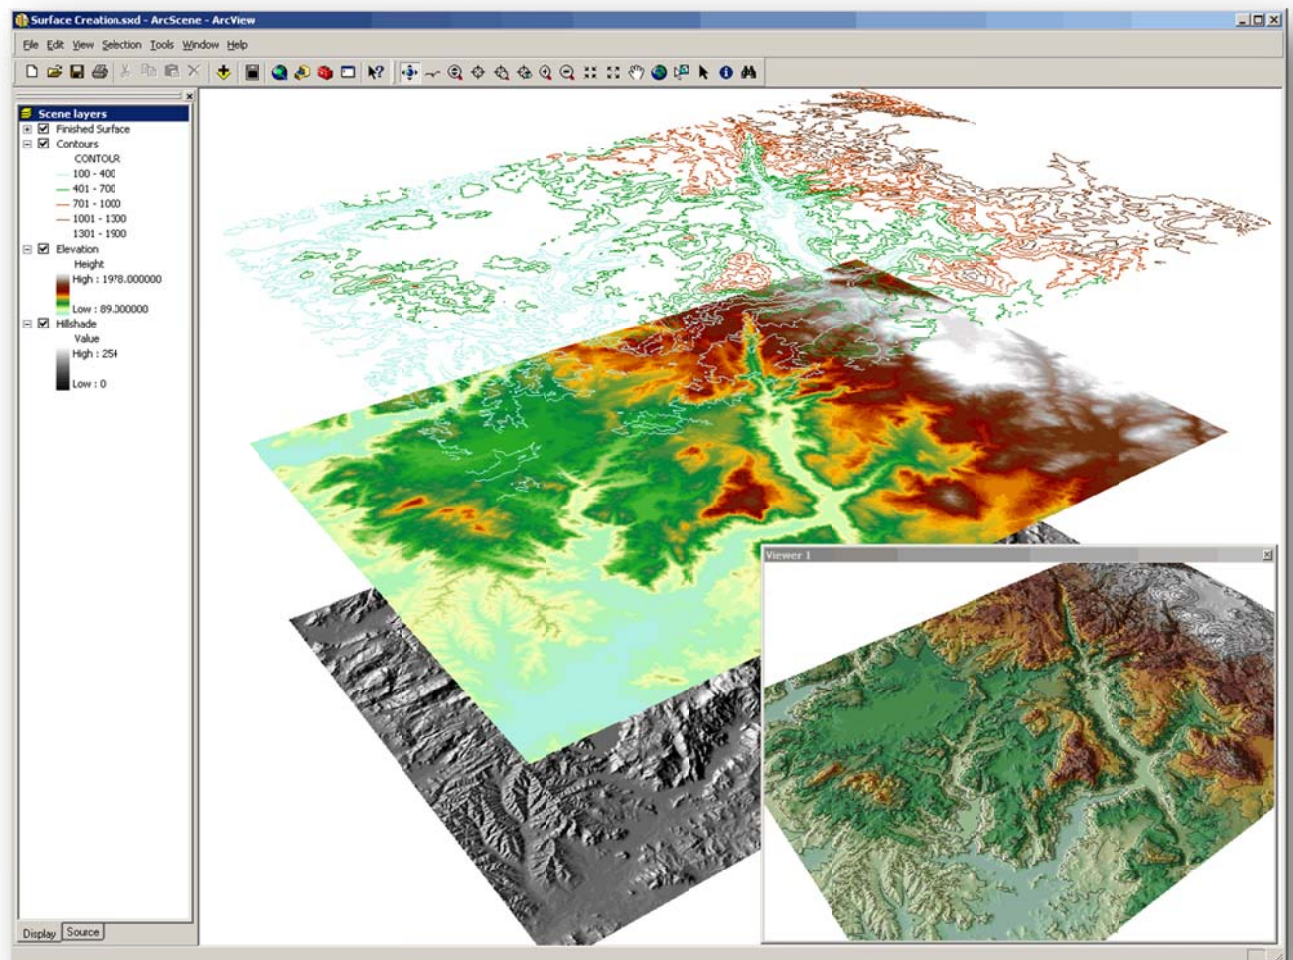 Surface Creation.sxd - ArcScene - ArcView
File Edit View Selection Tools Window Help
Scene layers
Finished Surface
Contours
CONTOUR
100 - 400
401 - 700
701 - 1000
1001 - 1300
1301 - 1900
Elevation
Height
High : 1978.000000
Low : 89.000000
Hillshade
Value
High : 254
Low : 0
Display Source
Viewer 1